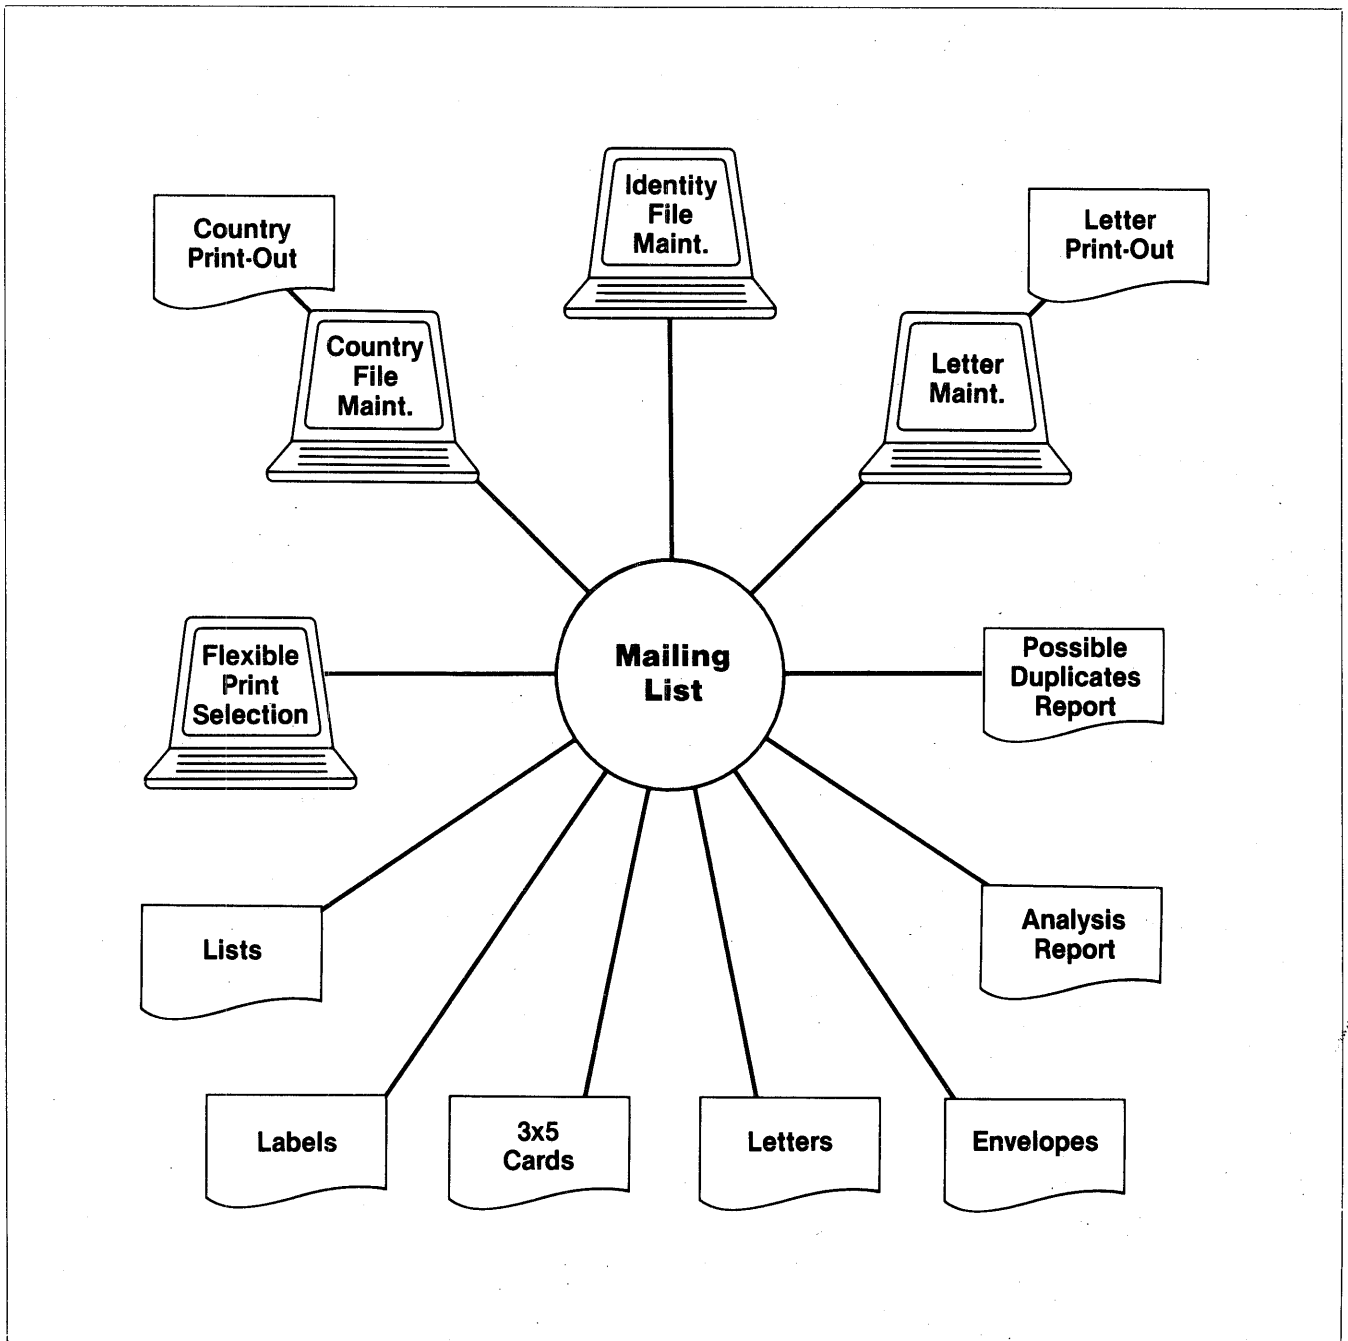 Identity
File
Maint.
Country
Print-Out
Letter
Print-Out
Country
File
Maint.
Letter
Maint.
Flexible
Print
Selection
Mailing
List
Possible
Duplicates
Report
Lists
Analysis
Report
Labels
3x5
Cards
Letters
Envelopes